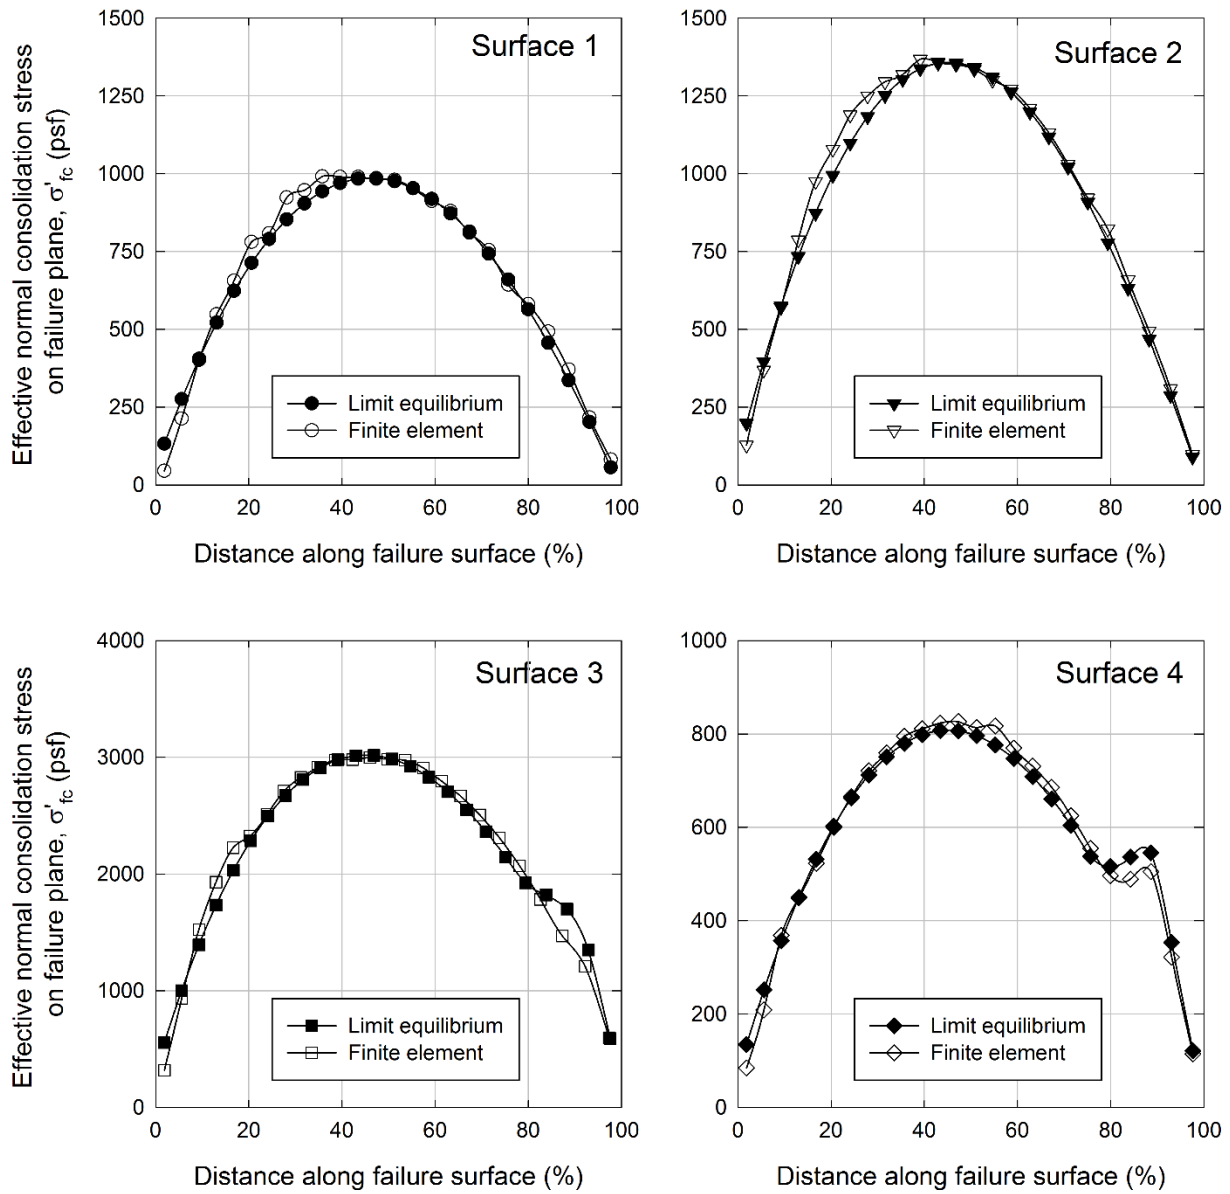 Surface 1
Effective normal consolidation stress
on failure plane, σ'fc (psf)
1500
1250
1000
750
500
250
0
Limit equilibrium
Finite element
0 20 40 60 80 100
Distance along failure surface (%)
Surface 2
1500
1250
1000
750
500
250
0
Limit equilibrium
Finite element
0 20 40 60 80 100
Distance along failure surface (%)
Surface 3
Effective normal consolidation stress
on failure plane, σ'fc (psf)
4000
3000
2000
1000
0
Limit equilibrium
Finite element
0 20 40 60 80 100
Distance along failure surface (%)
Surface 4
1000
800
600
400
200
0
Limit equilibrium
Finite element
0 20 40 60 80 100
Distance along failure surface (%)